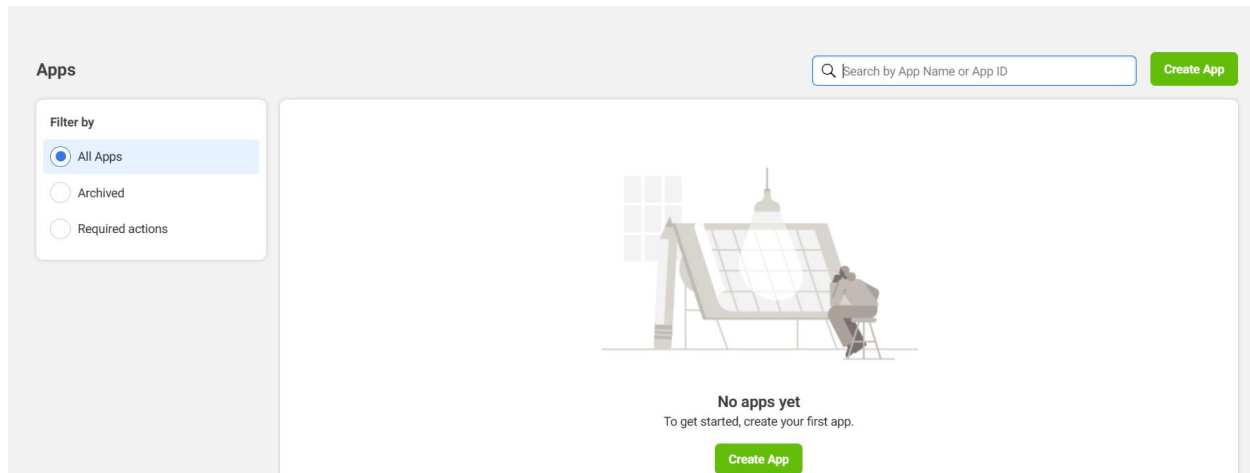 Apps
Search by App Name or App ID
Create App
Filter by
All Apps
Archived
Required actions
No apps yet
To get started, create your first app.
Create App